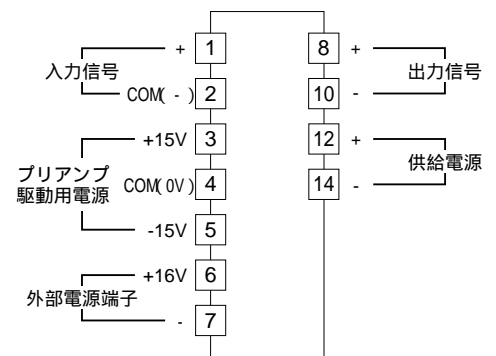 + 1
入力信号
COM( - ) 2
+15V 3
プリアンプ
駆動用電源
COM( 0V ) 4
-15V 5
+16V 6
外部電源端子
- 7
8 +
出力信号
10 -
12 +
供給電源
14 -